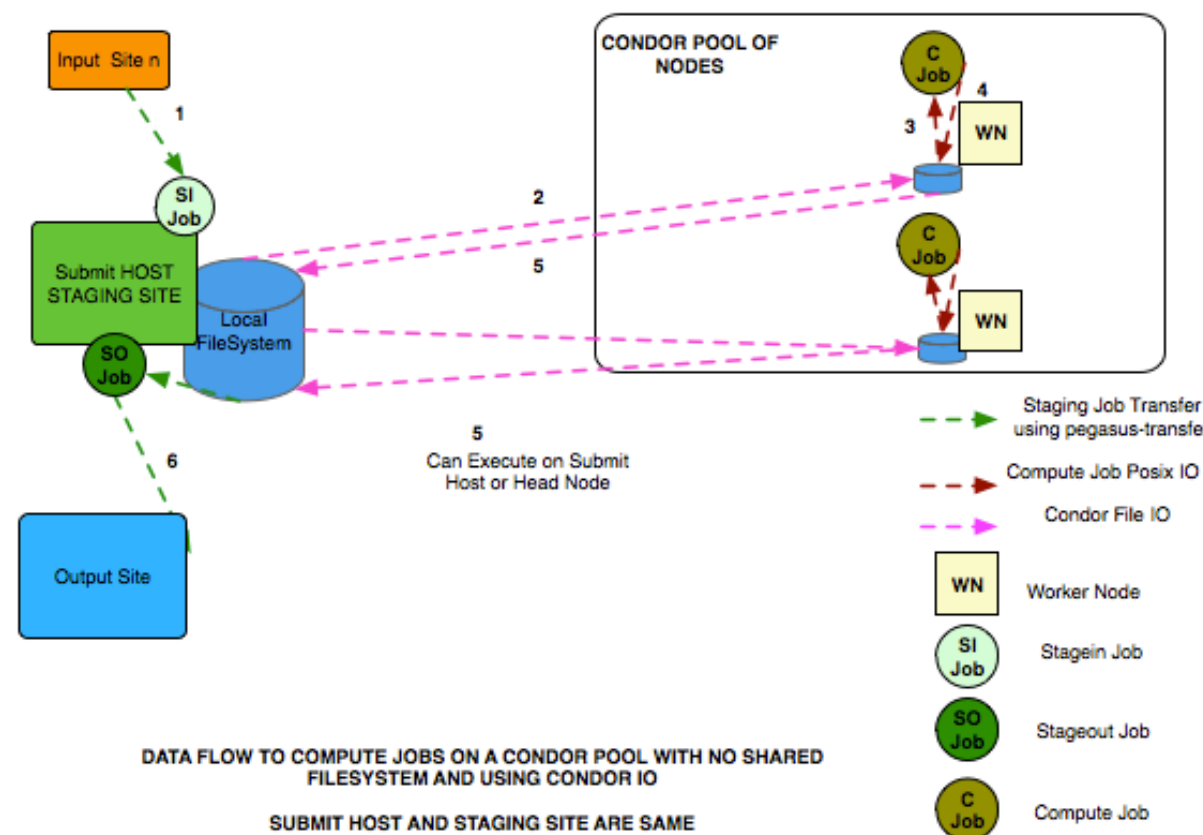 Input Site n
1
SI
Job
Submit HOST
STAGING SITE
Local
FileSystem
SO
Job
6
Output Site
2
5
5
Can Execute on Submit
Host or Head Node
CONDOR POOL OF
NODES
C
Job
4
3
WN
C
Job
WN
Staging Job Transfer
using pegasus-transfe
Compute Job Posix IO
Condor File IO
WN
Worker Node
SI
Job
Stagein Job
SO
Job
Stageout Job
C
Job
Compute Job
DATA FLOW TO COMPUTE JOBS ON A CONDOR POOL WITH NO SHARED
FILESYSTEM AND USING CONDOR IO
SUBMIT HOST AND STAGING SITE ARE SAME